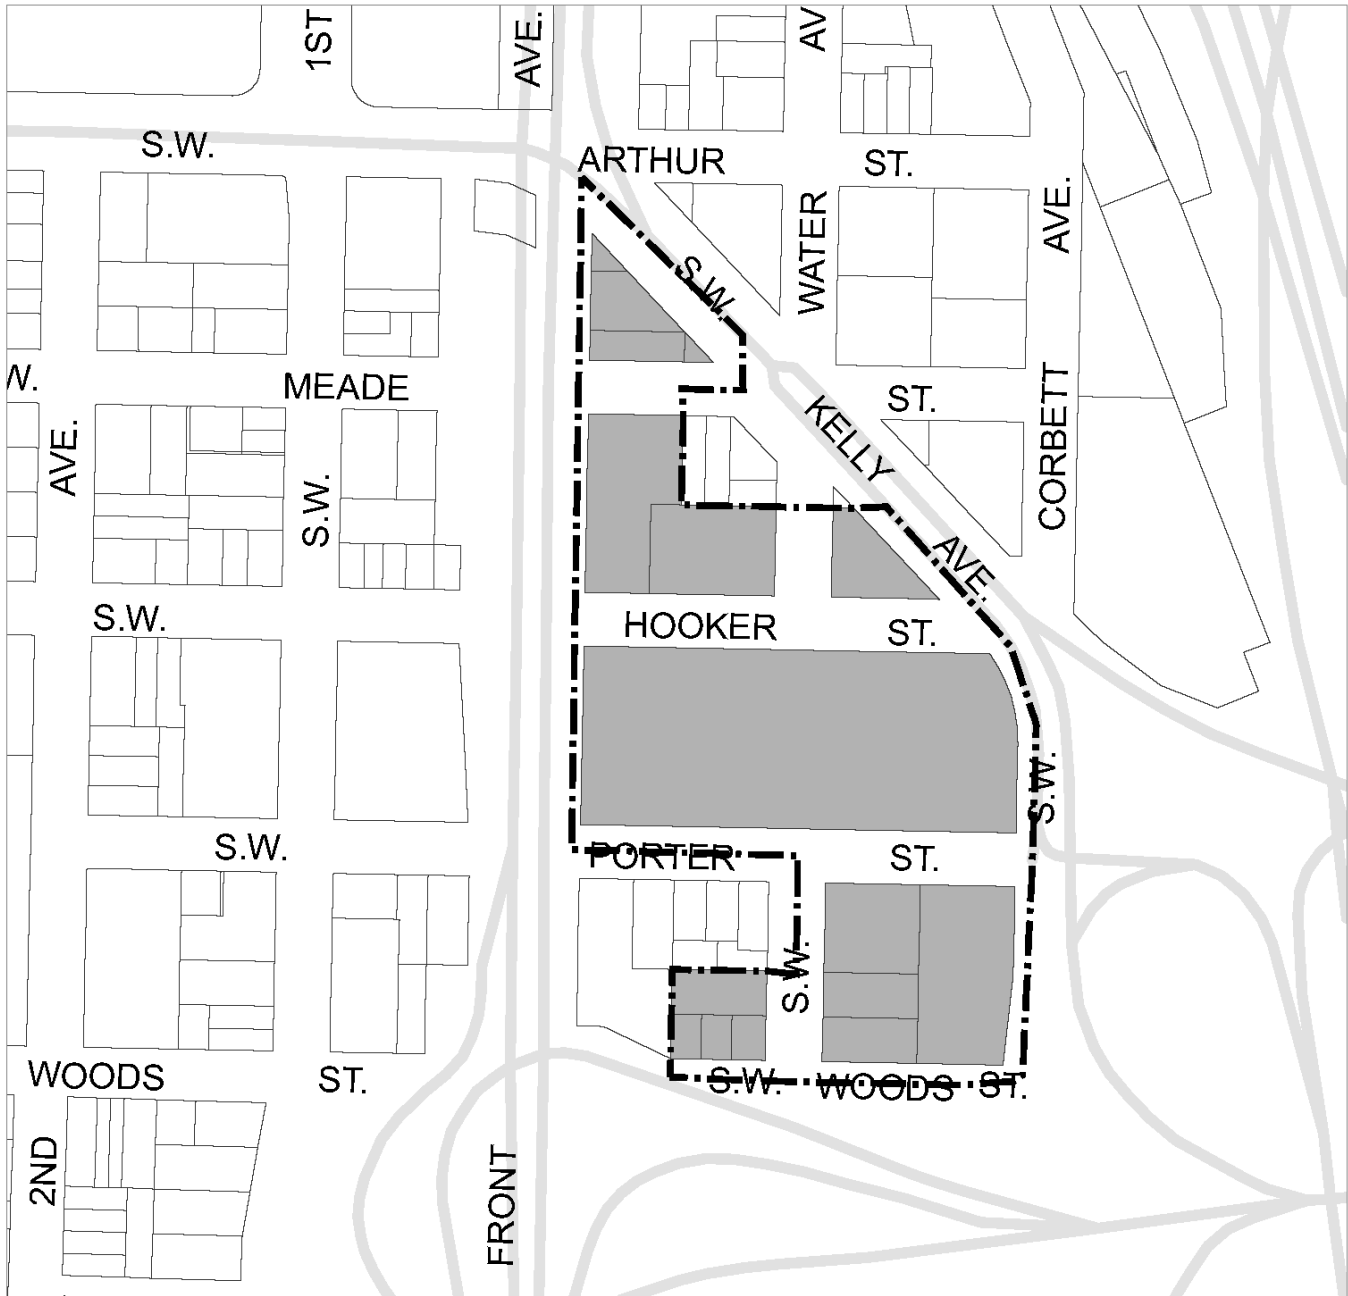 1ST
AVE.
AV
S.W.
ARTHUR
ST.
WATER
AVE.
S.W.
W.
MEADE
ST.
KELLY
CORBETT
AVE.
S.W.
AVE.
S.W.
HOOKER
ST.
S.W.
S.W.
PORTER
ST.
S.W.
WOODS
ST.
S.W.
WOODS
ST.
2ND
FRONT